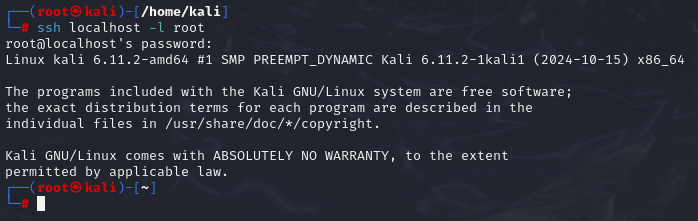 ┌──(root㉿kali)-[/home/kali]
└─# ssh localhost -l root
root@localhost's password:
Linux kali 6.11.2-amd64 #1 SMP PREEMPT_DYNAMIC Kali 6.11.2-1kali1 (2024-10-15) x86_64

The programs included with the Kali GNU/Linux system are free software;
the exact distribution terms for each program are described in the
individual files in /usr/share/doc/*/copyright.

Kali GNU/Linux comes with ABSOLUTELY NO WARRANTY, to the extent
permitted by applicable law.
┌──(root㉿kali)-[~]
└─#